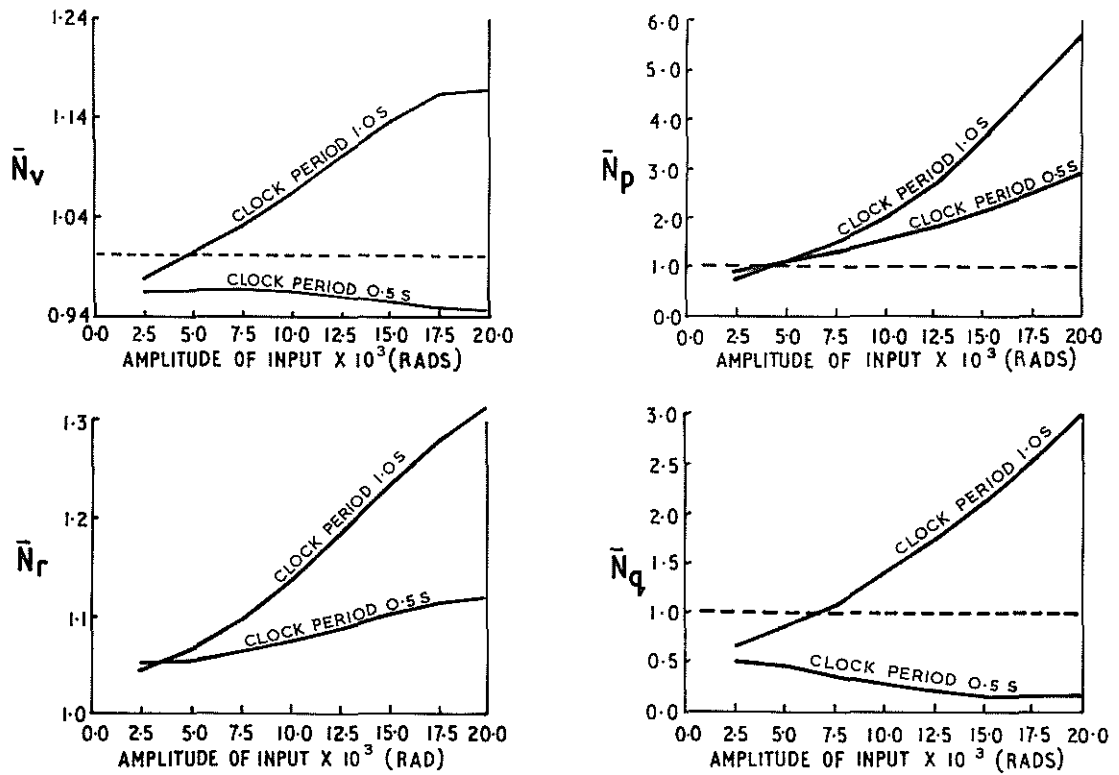 1·24
1·14
1·04
0·94
N̄v
CLOCK PERIOD 1·0 S
CLOCK PERIOD 0·5 S
0·0 2·5 5·0 7·5 10·0 12·5 15·0 17·5 20·0
AMPLITUDE OF INPUT X 10³ (RADS)
6·0
5·0
4·0
3·0
2·0
1·0
0·0
N̄p
CLOCK PERIOD 1·0 S
CLOCK PERIOD 0·5 S
0·0 2·5 5·0 7·5 10·0 12·5 15·0 17·5 20·0
AMPLITUDE OF INPUT X 10³ (RADS)
1·3
1·2
1·1
1·0
N̄r
CLOCK PERIOD 1·0 S
CLOCK PERIOD 0·5 S
0·0 2·5 5·0 7·5 10·0 12·5 15·0 17·5 20·0
AMPLITUDE OF INPUT X 10³ (RAD)
3·0
2·5
2·0
1·5
1·0
0·5
0·0
N̄q
CLOCK PERIOD 1·0 S
CLOCK PERIOD 0·5 S
0·0 2·5 5·0 7·5 10·0 12·5 15·0 17·5 20·0
AMPLITUDE OF INPUT X 10³ (RADS)